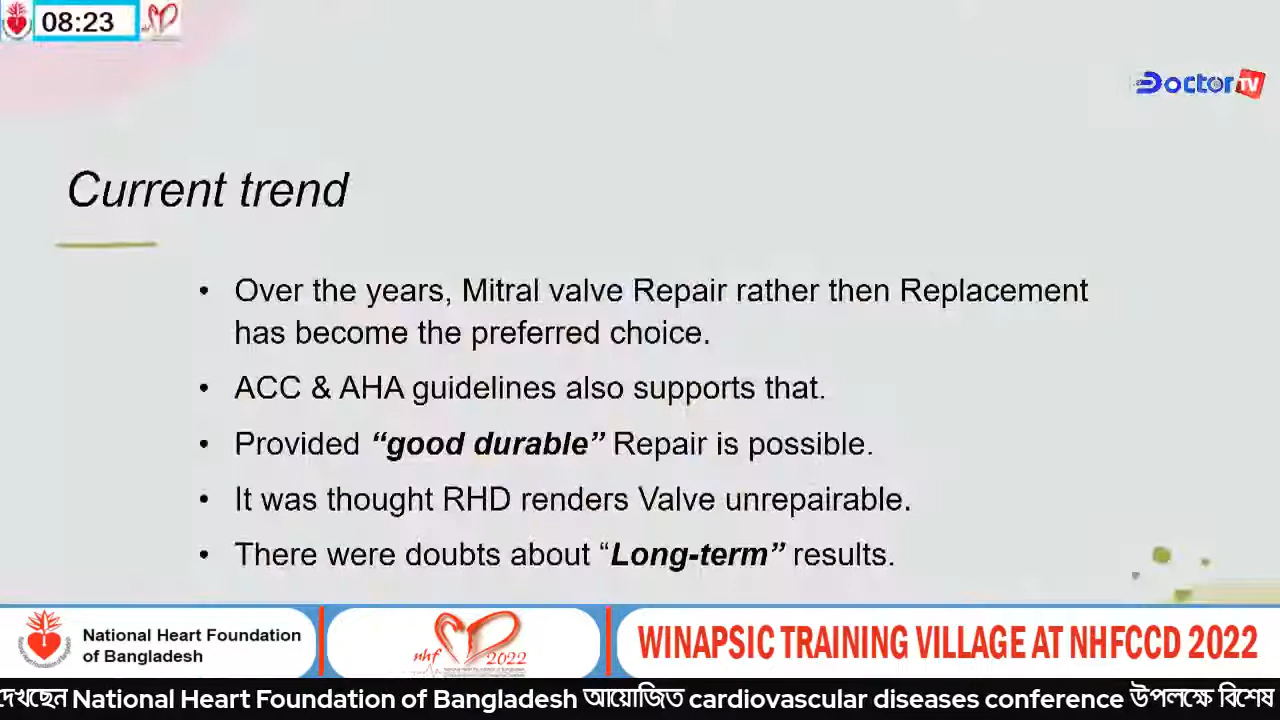 08:23
Doctor TV
Current trend
• Over the years, Mitral valve Repair rather then Replacement
has become the preferred choice.
• ACC & AHA guidelines also supports that.
• Provided “good durable” Repair is possible.
• It was thought RHD renders Valve unrepairable.
• There were doubts about “Long-term” results.
National Heart Foundation
of Bangladesh
nhf 2022
WINAPSIC TRAINING VILLAGE AT NHFCCD 2022
দেখছেন National Heart Foundation of Bangladesh আয়োজিত cardiovascular diseases conference উপলক্ষে বিশেষ